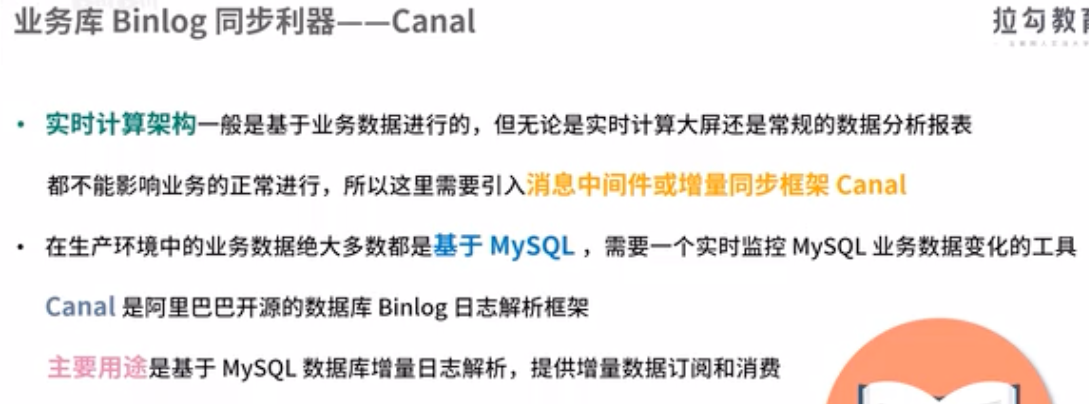 业务库 Binlog 同步利器——Canal
拉勾教育
• 实时计算架构一般是基于业务数据进行的，但无论是实时计算大屏还是常规的数据分析报表
都不能影响业务的正常进行，所以这里需要引入消息中间件或增量同步框架 Canal
• 在生产环境中的业务数据绝大多数都是基于 MySQL ，需要一个实时监控 MySQL 业务数据变化的工具
Canal 是阿里巴巴开源的数据库 Binlog 日志解析框架
主要用途是基于 MySQL 数据库增量日志解析，提供增量数据订阅和消费